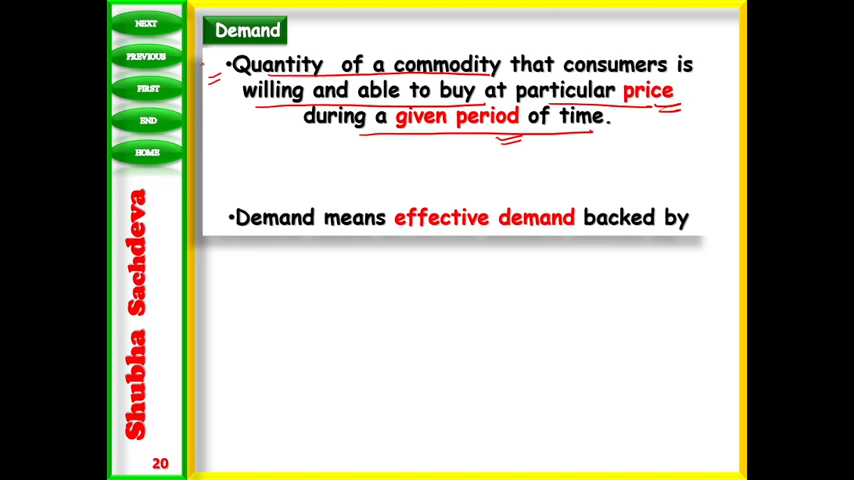 NEXT
PREVIOUS
FIRST
END
HOME
Shubha Sachdeva
20
Demand
•Quantity of a commodity that consumers is
willing and able to buy at particular price
during a given period of time.
•Demand means effective demand backed by